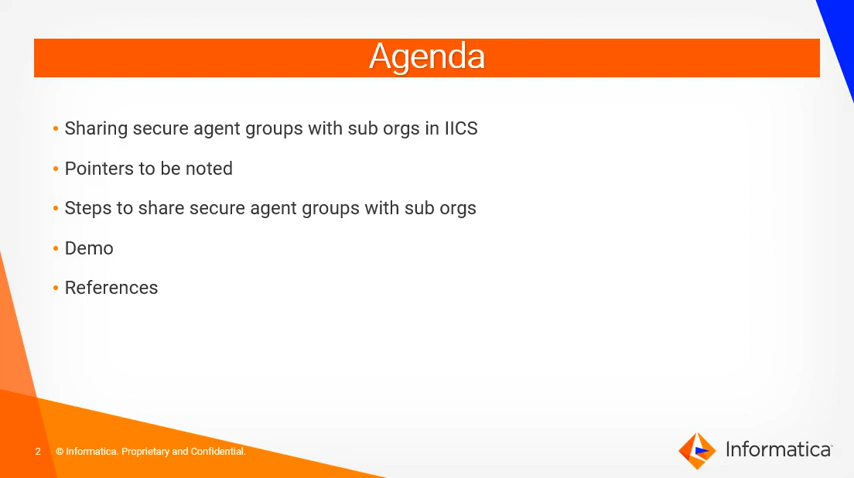 Agenda
• Sharing secure agent groups with sub orgs in IICS
• Pointers to be noted
• Steps to share secure agent groups with sub orgs
• Demo
• References
2 © Informatica. Proprietary and Confidential.
Informatica